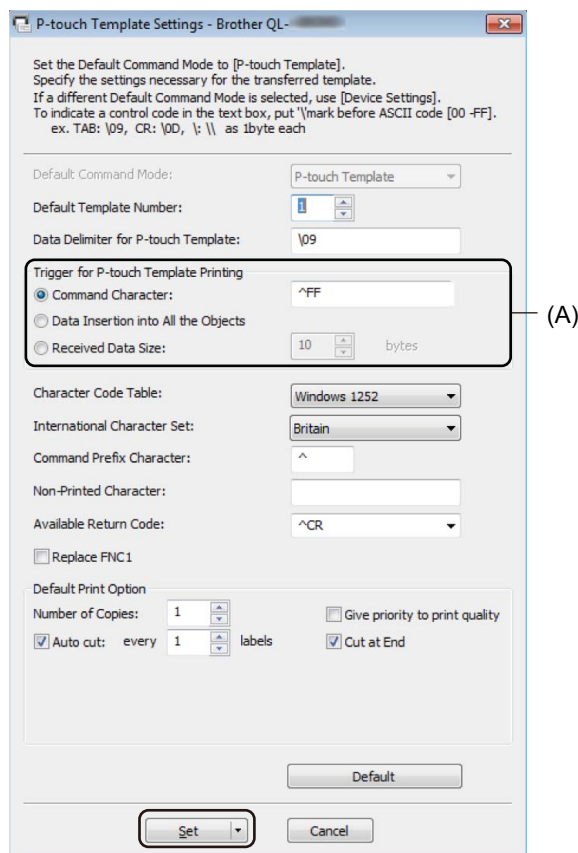 P-touch Template Settings - Brother QL-
Set the Default Command Mode to [P-touch Template].
Specify the settings necessary for the transferred template.
If a different Default Command Mode is selected, use [Device Settings].
To indicate a control code in the text box, put '\'mark before ASCII code [00 -FF].
ex. TAB: \09, CR: \0D, \: \\ as 1byte each
Default Command Mode: P-touch Template
Default Template Number: 1
Data Delimiter for P-touch Template: \09
Trigger for P-touch Template Printing
Command Character: ^FF
(A)
Data Insertion into All the Objects
Received Data Size: 10 bytes
Character Code Table: Windows 1252
International Character Set: Britain
Command Prefix Character: ^
Non-Printed Character:
Available Return Code: ^CR
Replace FNC1
Default Print Option
Number of Copies: 1 Give priority to print quality
Auto cut: every 1 labels Cut at End
Default
Set Cancel